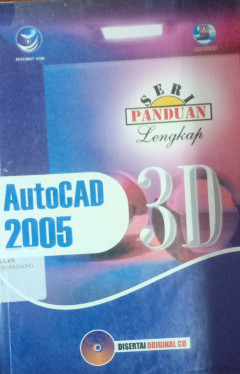 SERI
PANDUAN
Lengkap
3D
AutoCAD
2005
DISERTAI ORIGINAL CD